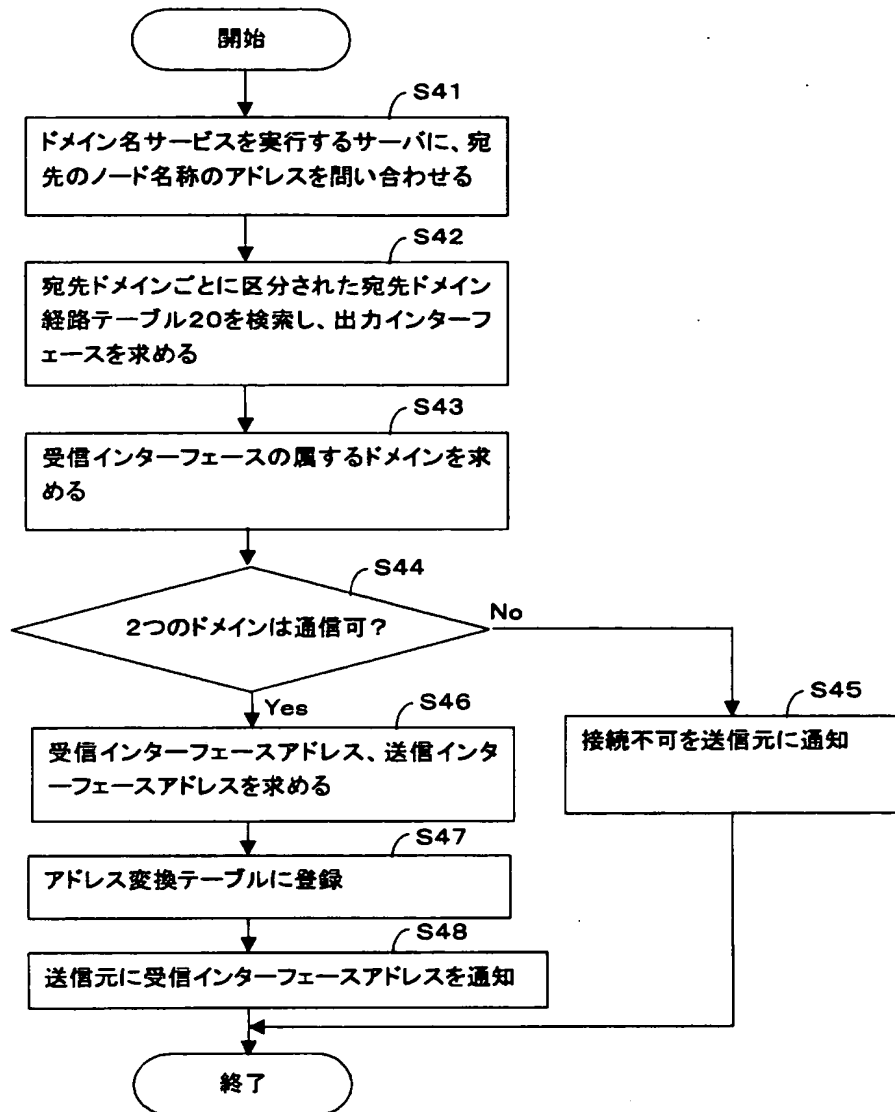 開始
S41
ドメイン名サービスを実行するサーバに、宛
先のノード名称のアドレスを問い合わせる
S42
宛先ドメインごとに区分された宛先ドメイン
経路テーブル20を検索し、出力インターフ
ェースを求める
S43
受信インターフェースの属するドメインを求
める
S44
2つのドメインは通信可?
No
Yes
S45
接続不可を送信元に通知
S46
受信インターフェースアドレス、送信インタ
ーフェースアドレスを求める
S47
アドレス変換テーブルに登録
S48
送信元に受信インターフェースアドレスを通知
終了